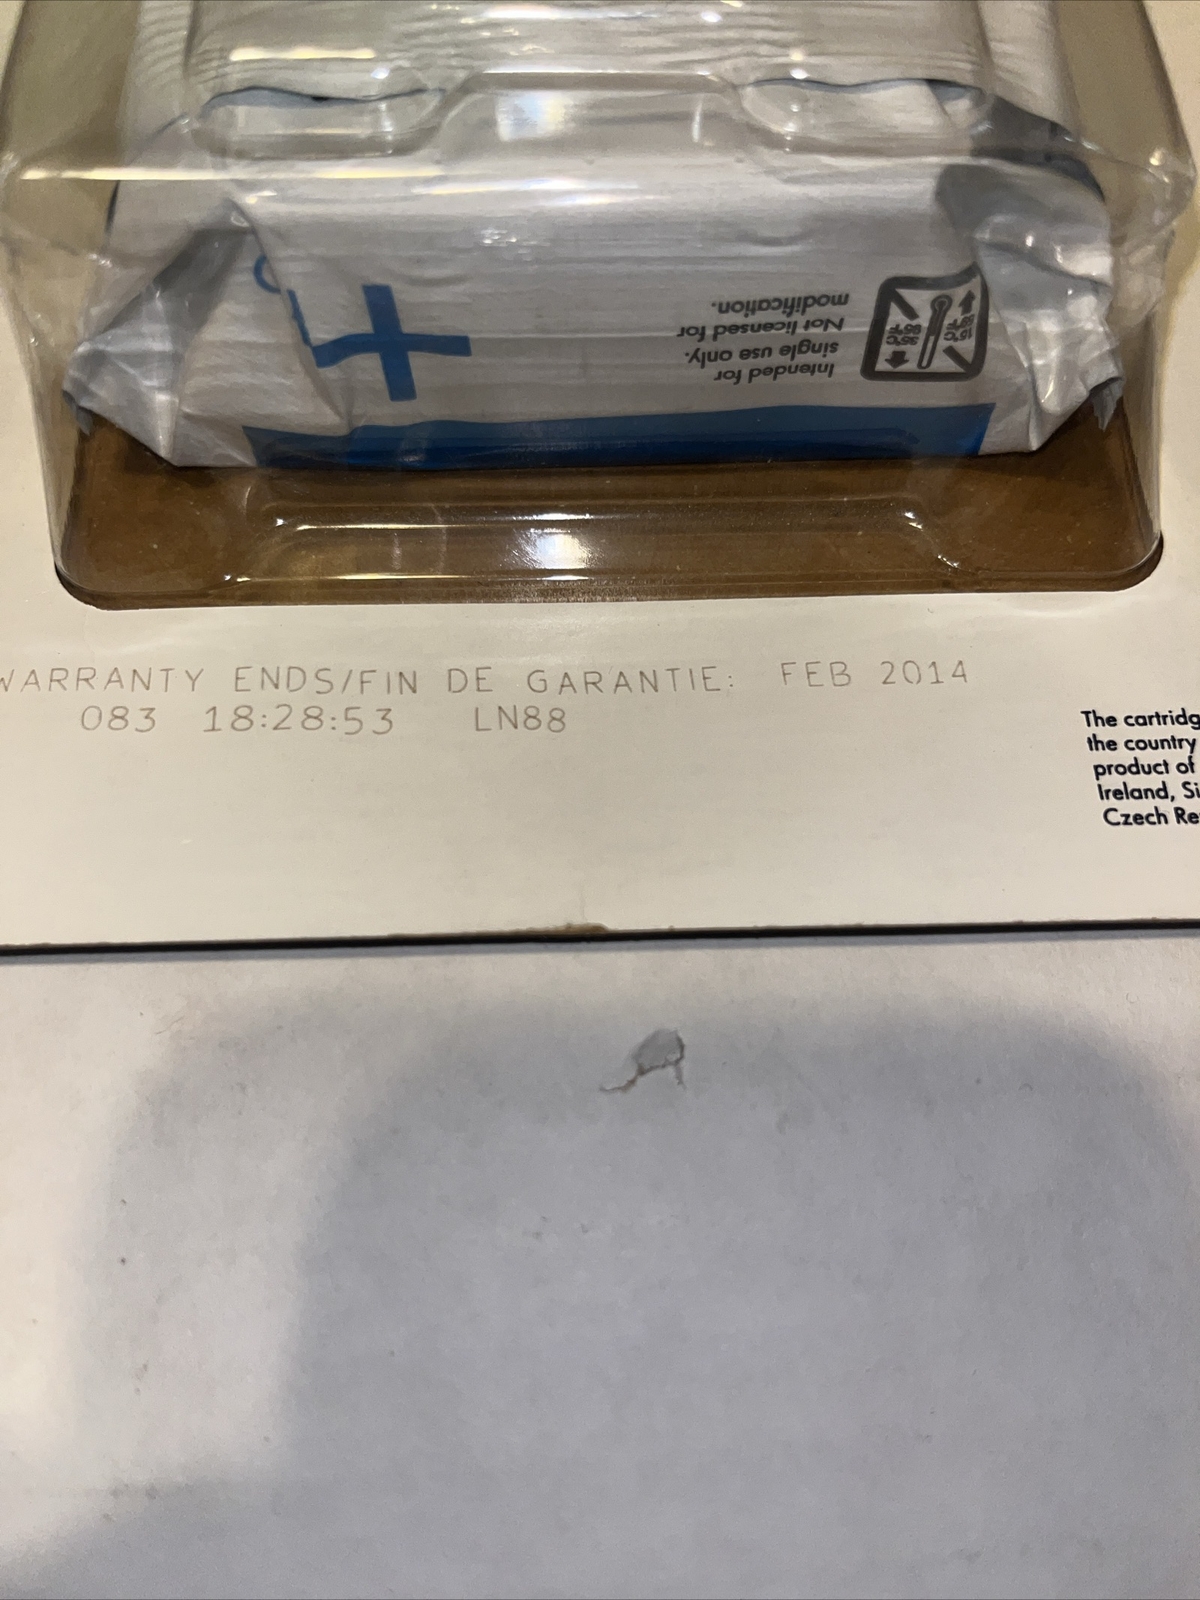 modification.
Not licensed for
single use only.
Intended for
WARRANTY ENDS/FIN DE GARANTIE: FEB 2014
083 18:28:53 LN88
The cartridg
the country
product of
Ireland, Si
Czech Re